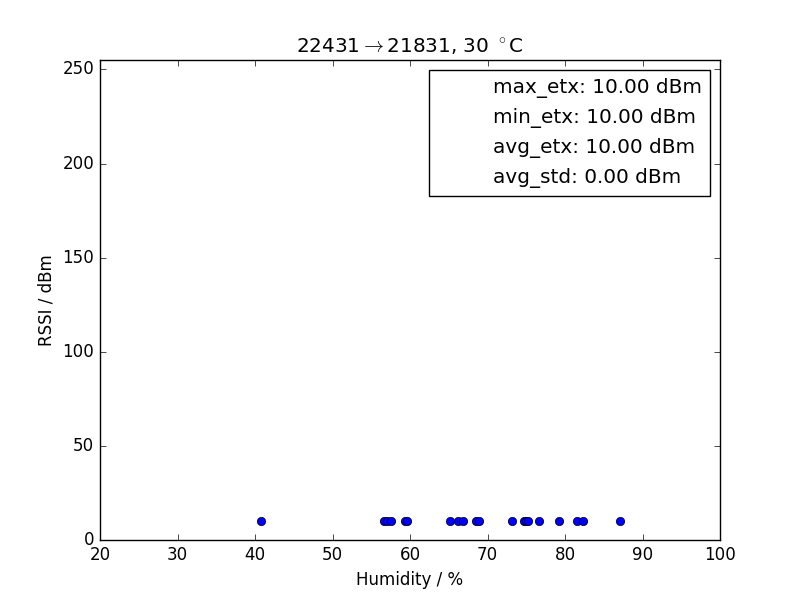 22431→21831, 30 °C
max_etx: 10.00 dBm
min_etx: 10.00 dBm
avg_etx: 10.00 dBm
avg_std: 0.00 dBm
250
200
150
100
50
0
RSSI / dBm
20 30 40 50 60 70 80 90 100
Humidity / %